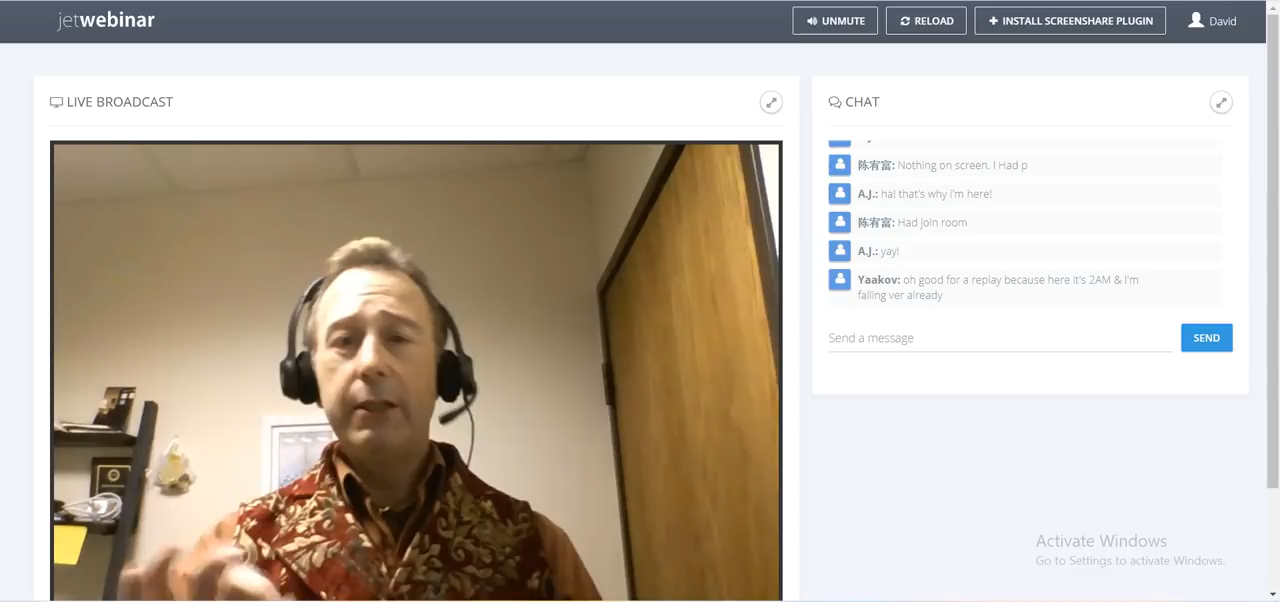 jetwebinar
UNMUTE
RELOAD
INSTALL SCREENSHARE PLUGIN
David
LIVE BROADCAST
CHAT
陈宥富: Nothing on screen. I Had p
A.J.: ha! that's why i'm here!
陈宥富: Had join room
A.J.: yay!
Yaakov: oh good for a replay because here it's 2AM & I'm
falling ver already
Send a message
SEND
Activate Windows
Go to Settings to activate Windows.